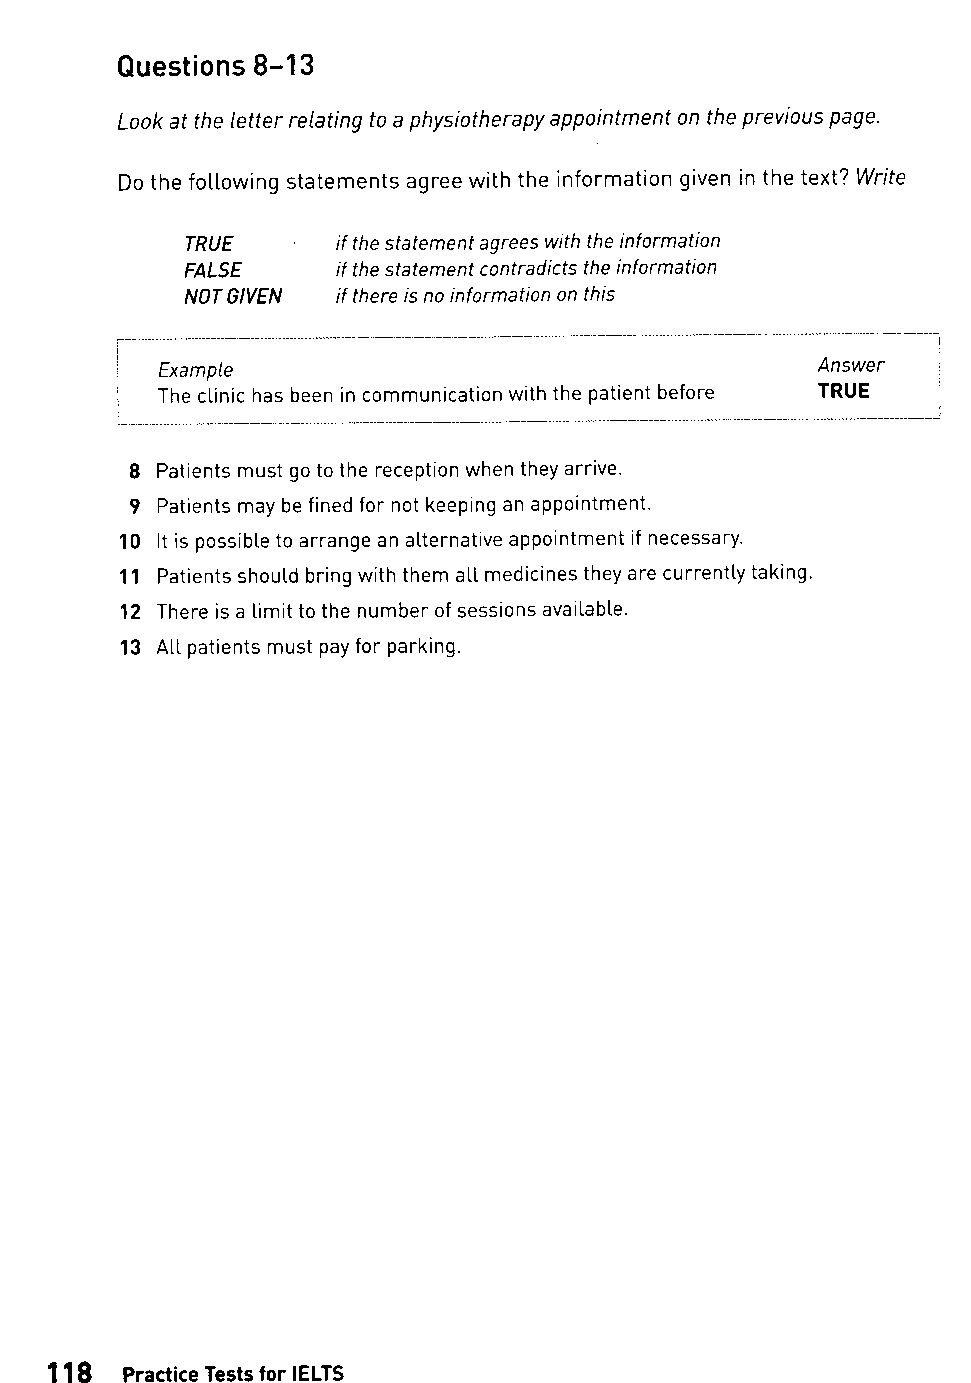 Questions 8–13
Look at the letter relating to a physiotherapy appointment on the previous page.
Do the following statements agree with the information given in the text? Write
TRUE if the statement agrees with the information
FALSE if the statement contradicts the information
NOT GIVEN if there is no information on this
Example Answer
The clinic has been in communication with the patient before TRUE
8 Patients must go to the reception when they arrive.
9 Patients may be fined for not keeping an appointment.
10 It is possible to arrange an alternative appointment if necessary.
11 Patients should bring with them all medicines they are currently taking.
12 There is a limit to the number of sessions available.
13 All patients must pay for parking.
118 Practice Tests for IELTS